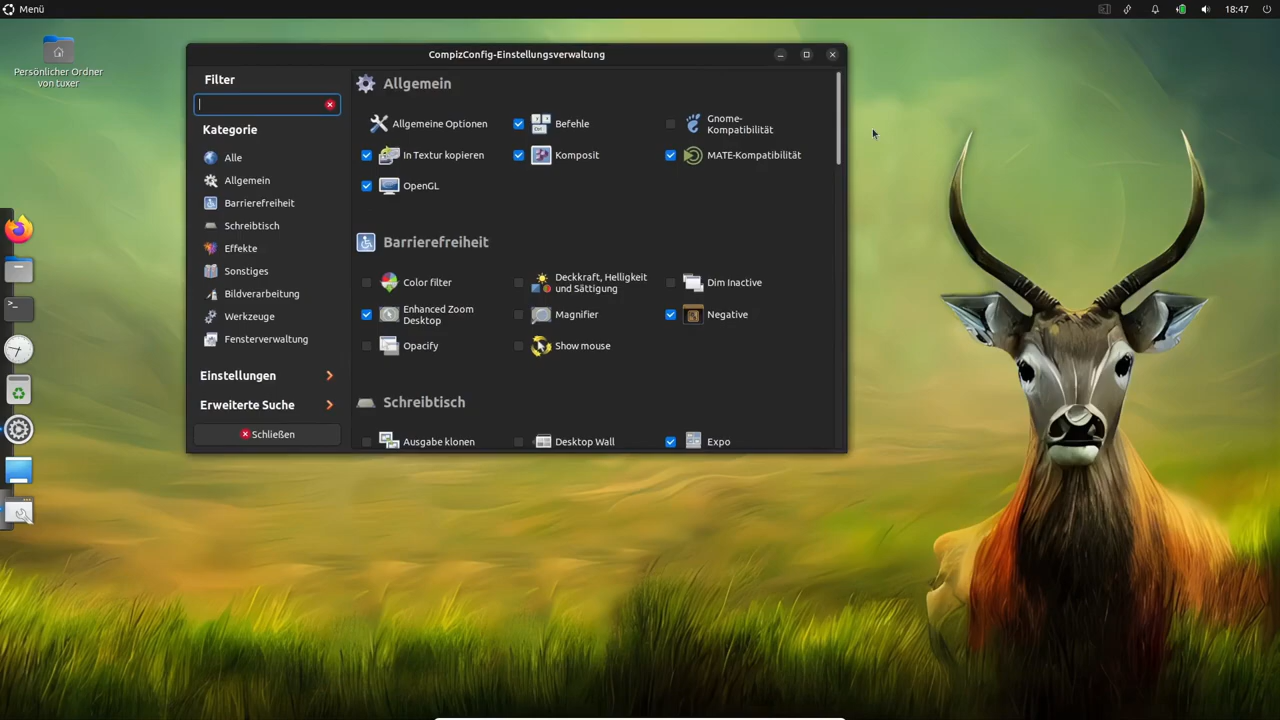 Menü
18:47
Persönlicher Ordner
von tuxer
CompizConfig-Einstellungsverwaltung
Filter
Kategorie
Alle
Allgemein
Barrierefreiheit
Schreibtisch
Effekte
Sonstiges
Bildverarbeitung
Werkzeuge
Fensterverwaltung
Einstellungen
Erweiterte Suche
Schließen
Allgemein
Allgemeine Optionen
Befehle
Gnome-
Kompatibilität
In Textur kopieren
Komposit
MATE-Kompatibilität
OpenGL
Barrierefreiheit
Color filter
Deckkraft, Helligkeit
und Sättigung
Dim Inactive
Enhanced Zoom
Desktop
Magnifier
Negative
Opacify
Show mouse
Schreibtisch
Ausgabe klonen
Desktop Wall
Expo